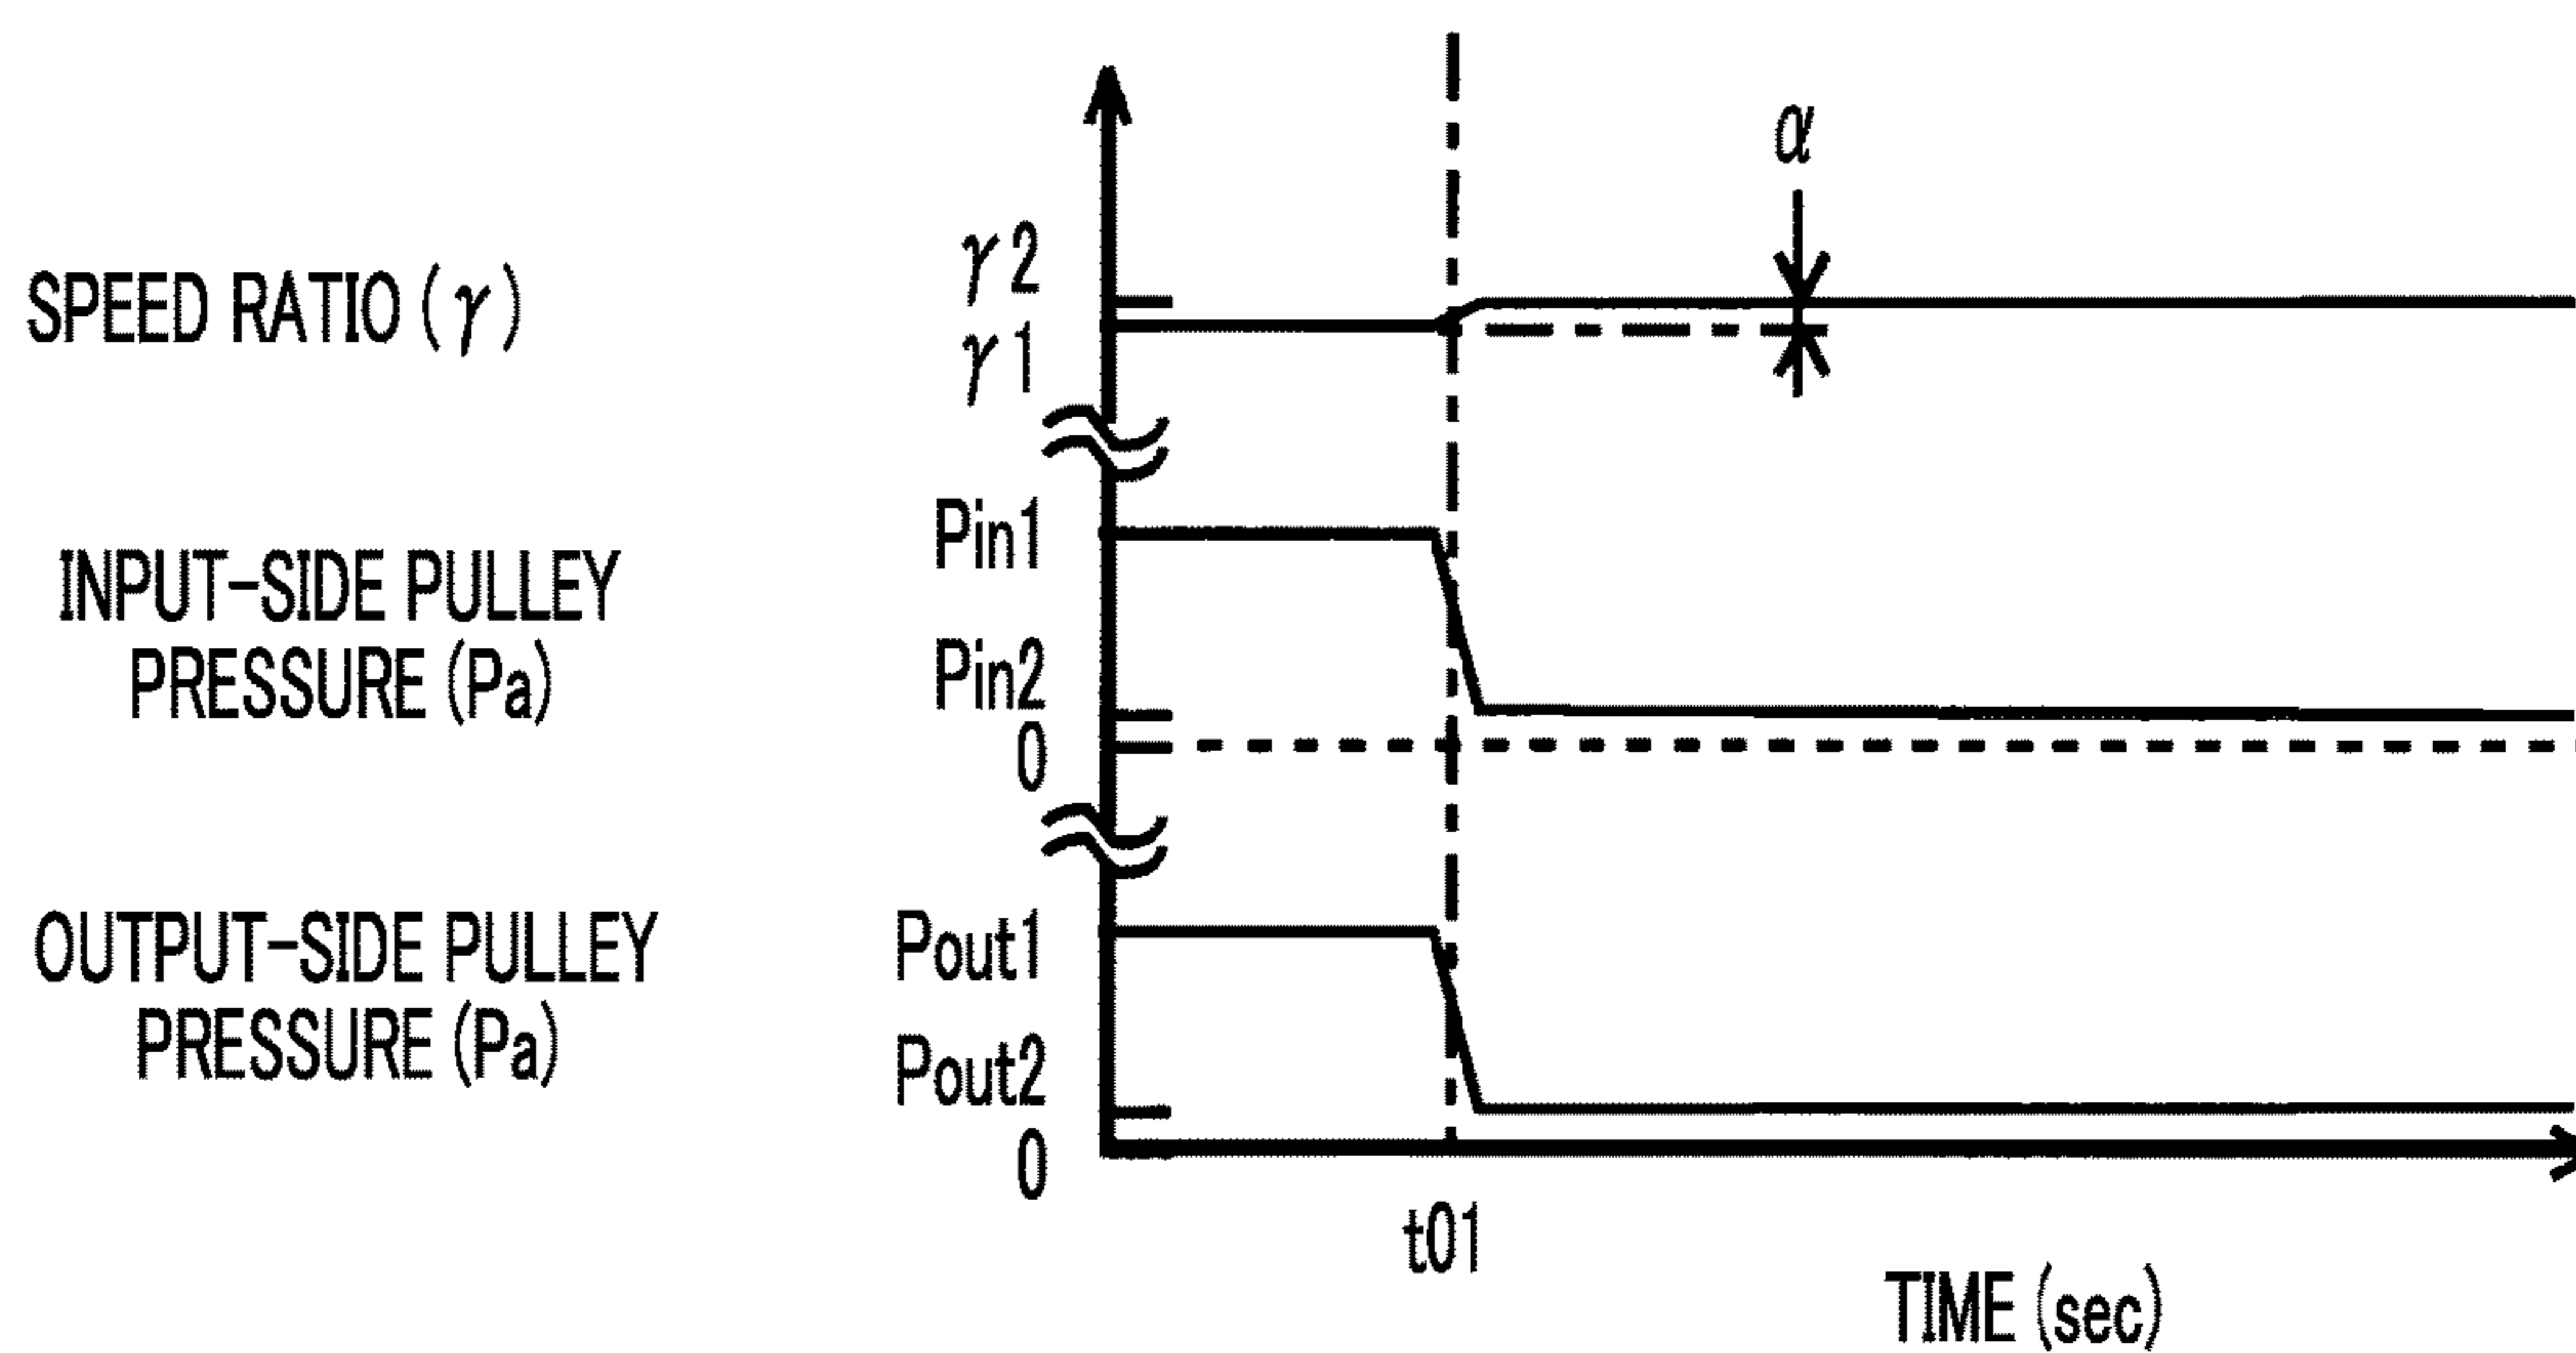 α
SPEED RATIO (γ)
γ2
γ1
INPUT-SIDE PULLEY
PRESSURE (Pa)
Pin1
Pin2
0
OUTPUT-SIDE PULLEY
PRESSURE (Pa)
Pout1
Pout2
0
t01
TIME (sec)